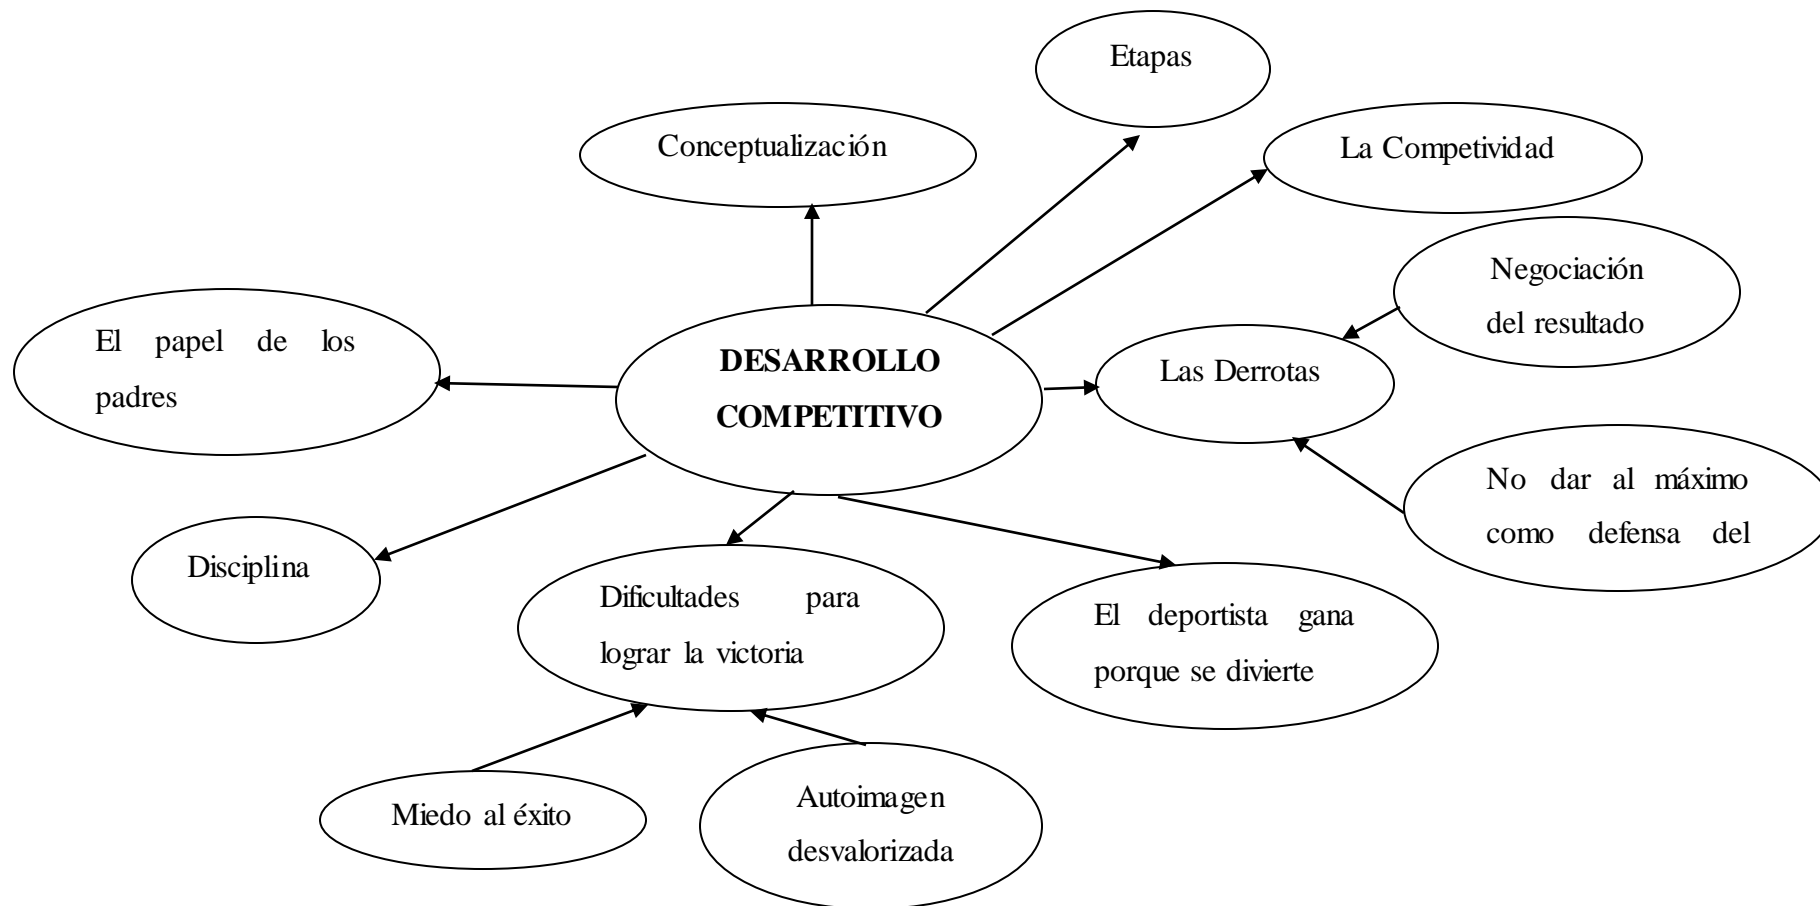 Etapas
Conceptualización
La Competividad
Negociación
del resultado
El papel de los
padres
DESARROLLO
COMPETITIVO
Las Derrotas
No dar al máximo
como defensa del
Disciplina
Dificultades para
lograr la victoria
El deportista gana
porque se divierte
Miedo al éxito
Autoimagen
desvalorizada